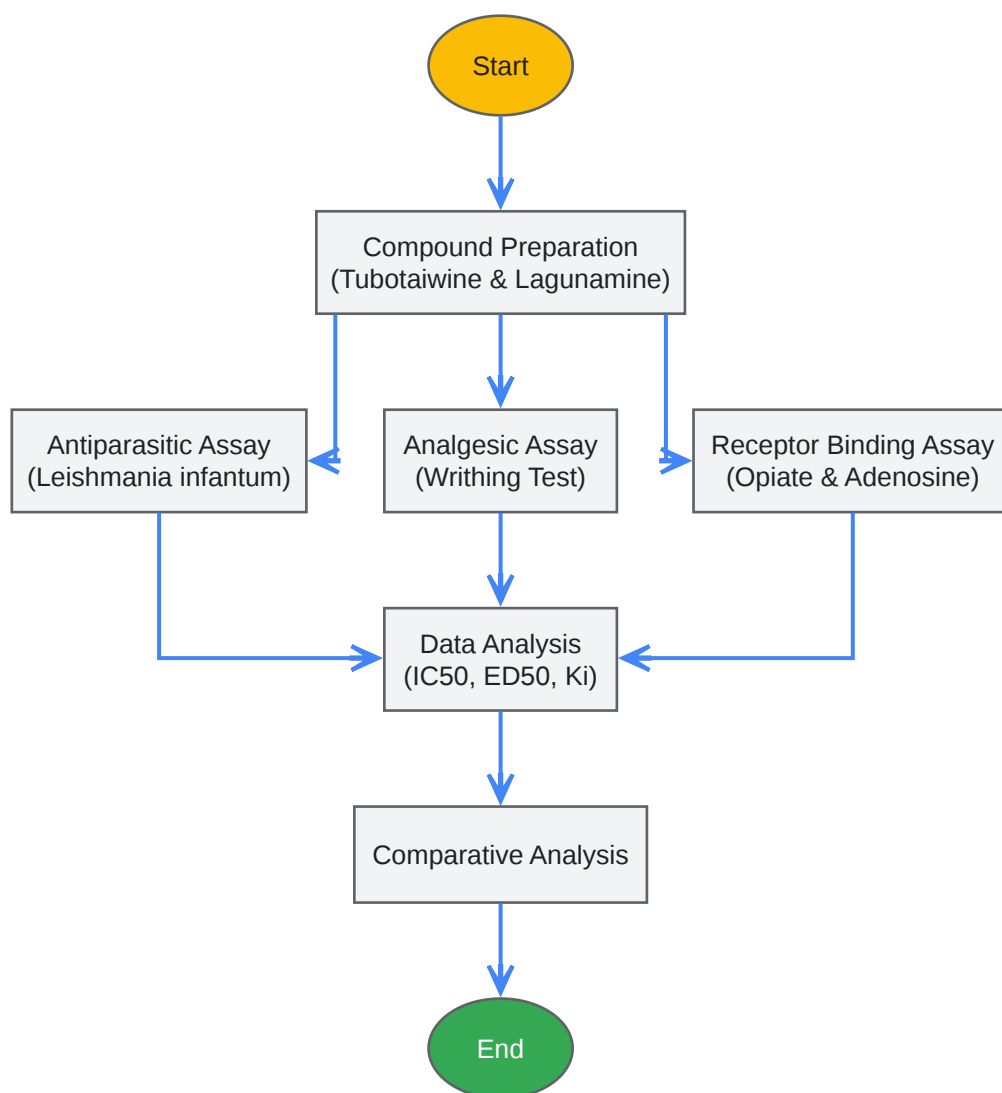 Start
Compound Preparation
(Tubotaiwine & Lagunamine)
Antiparasitic Assay
(Leishmania infantum)
Analgesic Assay
(Writhing Test)
Receptor Binding Assay
(Opiate & Adenosine)
Data Analysis
(IC50, ED50, Ki)
Comparative Analysis
End